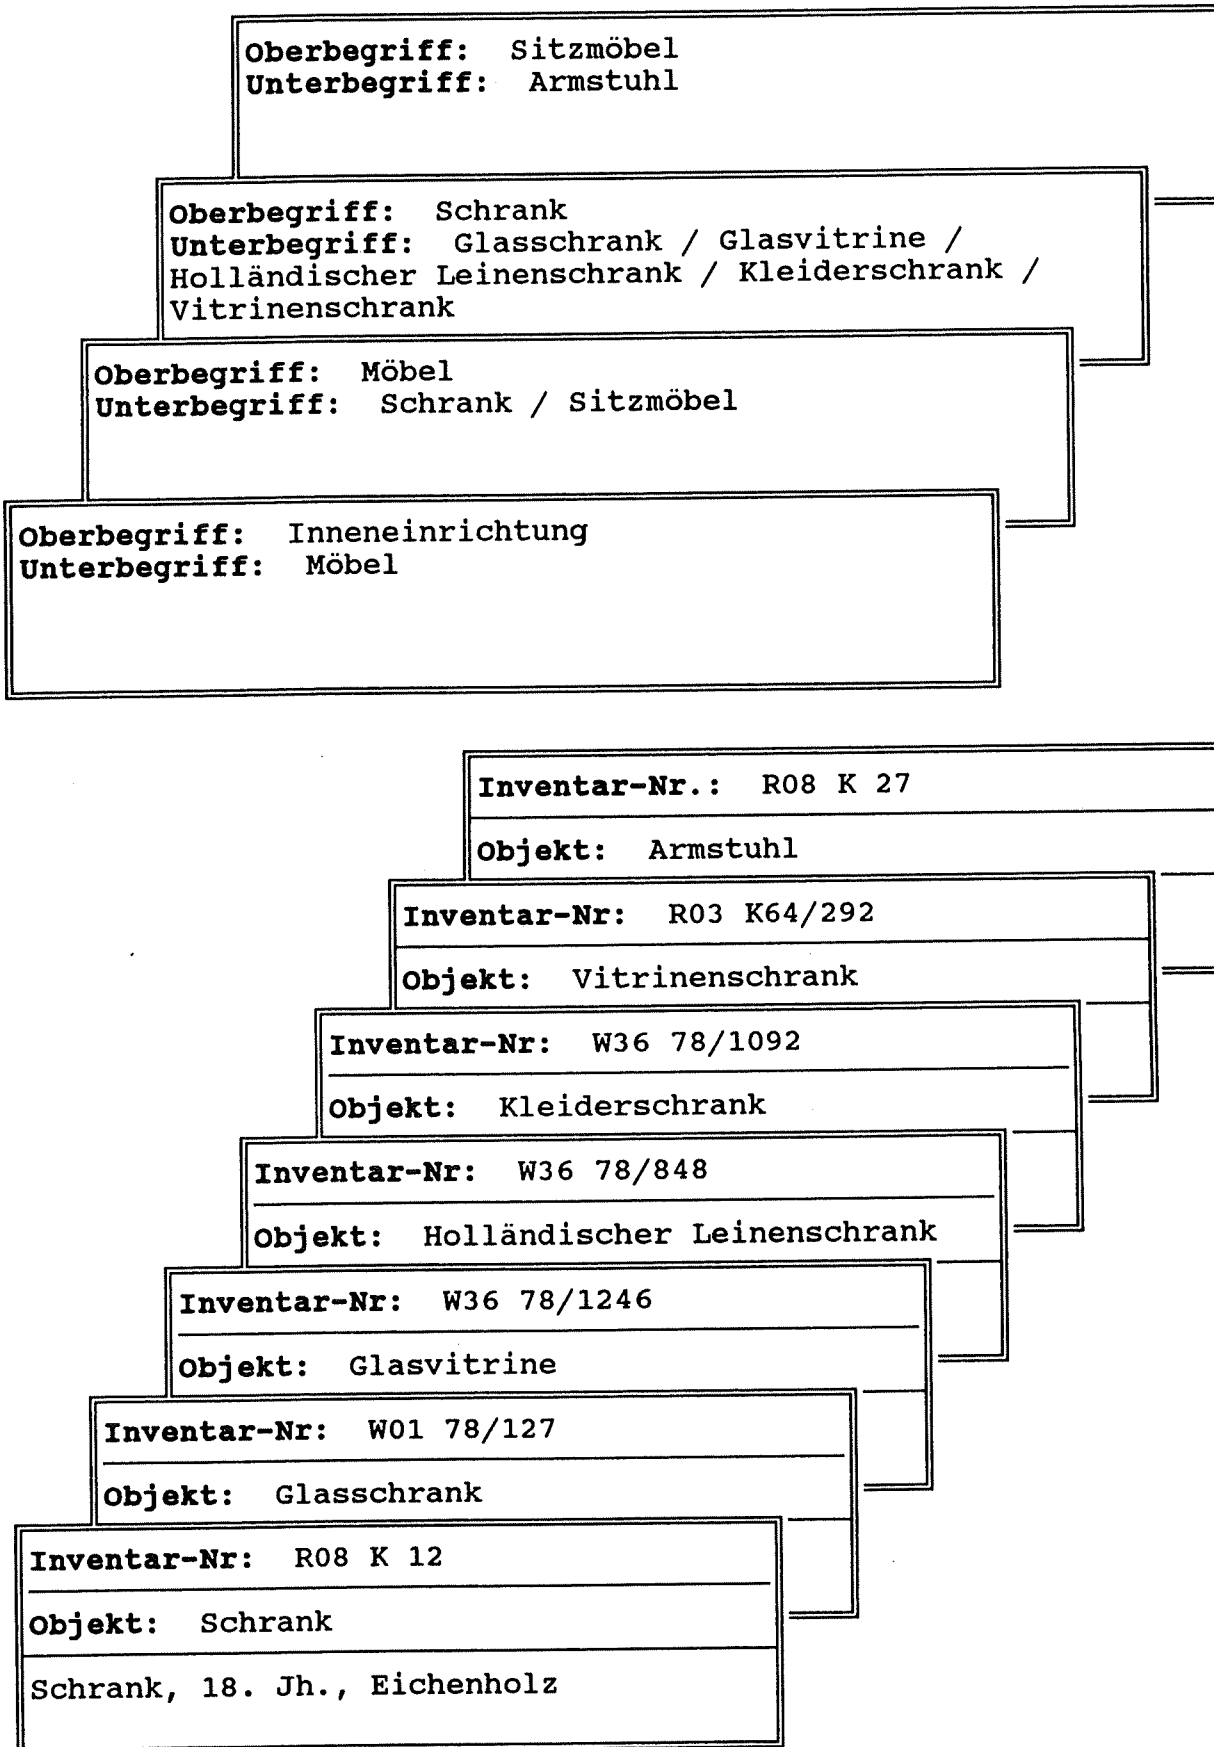 Oberbegriff: Sitzmöbel
Unterbegriff: Armstuhl
Oberbegriff: Schrank
Unterbegriff: Glasschrank / Glasvitrine /
Holländischer Leinenschrank / Kleiderschrank /
Vitrinenschrank
Oberbegriff: Möbel
Unterbegriff: Schrank / Sitzmöbel
Oberbegriff: Inneneinrichtung
Unterbegriff: Möbel
Inventar-Nr.: R08 K 27
Objekt: Armstuhl
Inventar-Nr: R03 K64/292
Objekt: Vitrinenschrank
Inventar-Nr: W36 78/1092
Objekt: Kleiderschrank
Inventar-Nr: W36 78/848
Objekt: Holländischer Leinenschrank
Inventar-Nr: W36 78/1246
Objekt: Glasvitrine
Inventar-Nr: W01 78/127
Objekt: Glasschrank
Inventar-Nr: R08 K 12
Objekt: Schrank
Schrank, 18. Jh., Eichenholz